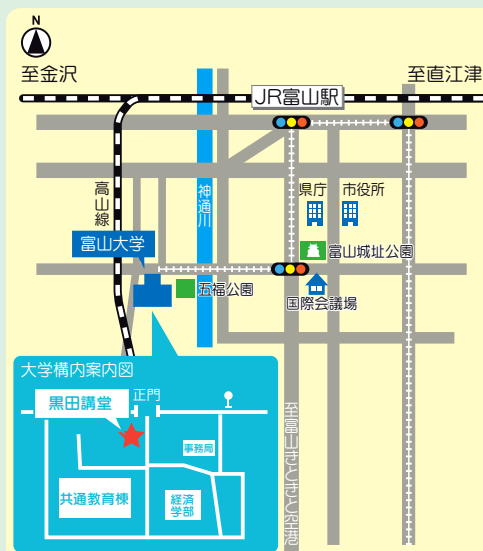 N
至金沢
至直江津
JR富山駅
高山線
神通川
県庁
市役所
富山大学
富山城址公園
五福公園
国際会議場
大学構内案内図
黒田講堂
正門
事務局
共通教育棟
経済
学部
至富山きときと空港